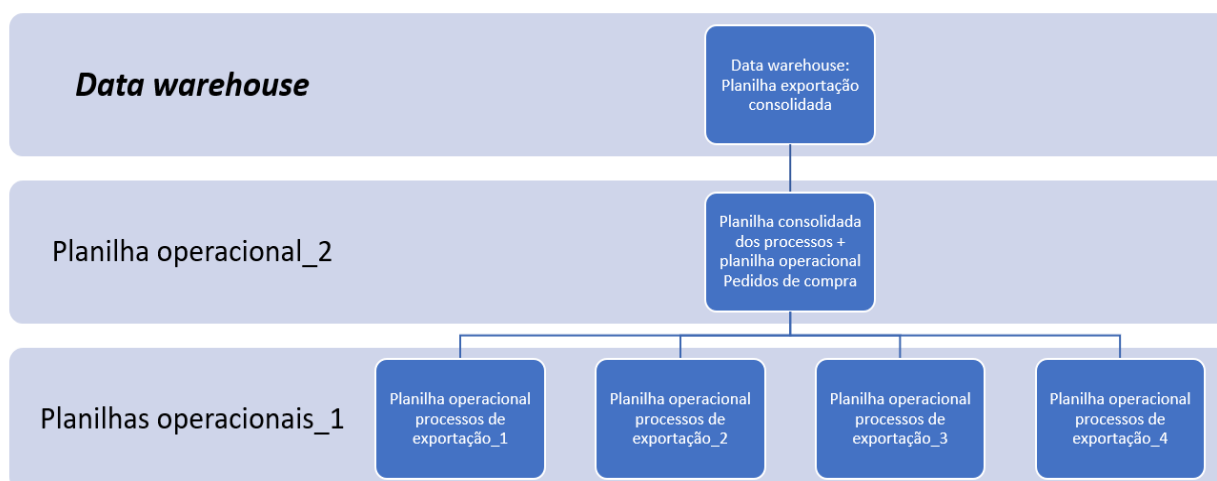 Data warehouse
Data warehouse:
Planilha exportação
consolidada
Planilha operacional_2
Planilha consolidada
dos processos +
planilha operacional
Pedidos de compra
Planilhas operacionais_1
Planilha operacional
processos de
exportação_1
Planilha operacional
processos de
exportação_2
Planilha operacional
processos de
exportação_3
Planilha operacional
processos de
exportação_4